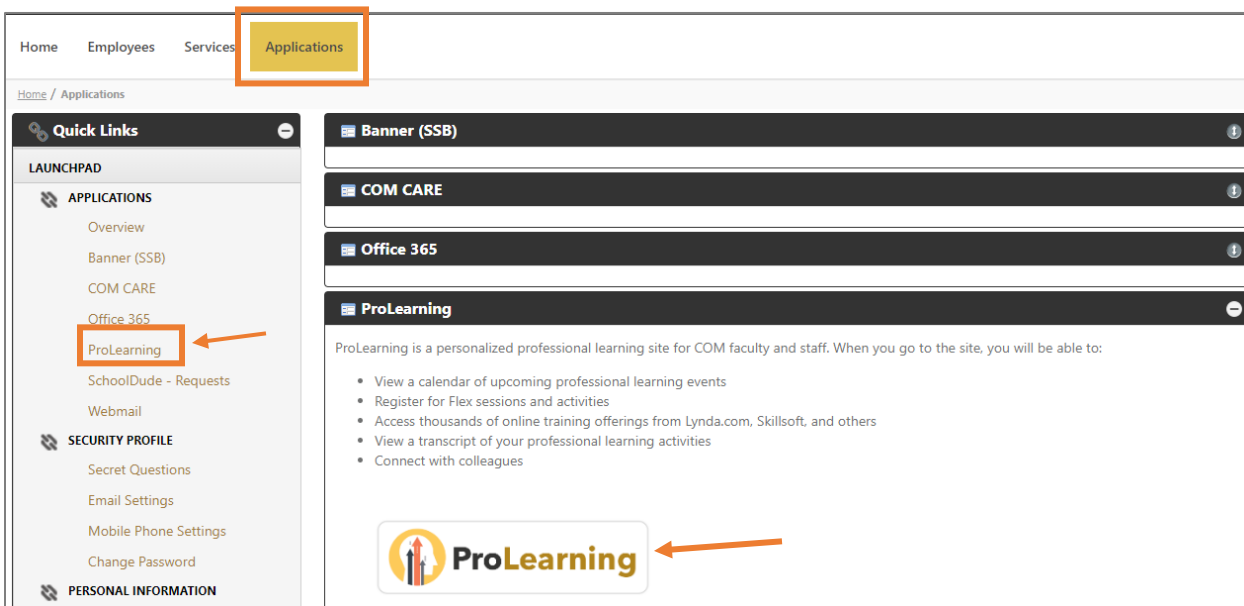 Home Employees Services Applications
Home / Applications
Quick Links
LAUNCHPAD
APPLICATIONS
Overview
Banner (SSB)
COM CARE
Office 365
ProLearning
SchoolDude - Requests
Webmail
SECURITY PROFILE
Secret Questions
Email Settings
Mobile Phone Settings
Change Password
PERSONAL INFORMATION
Banner (SSB)
COM CARE
Office 365
ProLearning
ProLearning is a personalized professional learning site for COM faculty and staff. When you go to the site, you will be able to:
• View a calendar of upcoming professional learning events
• Register for Flex sessions and activities
• Access thousands of online training offerings from Lynda.com, Skillsoft, and others
• View a transcript of your professional learning activities
• Connect with colleagues
ProLearning